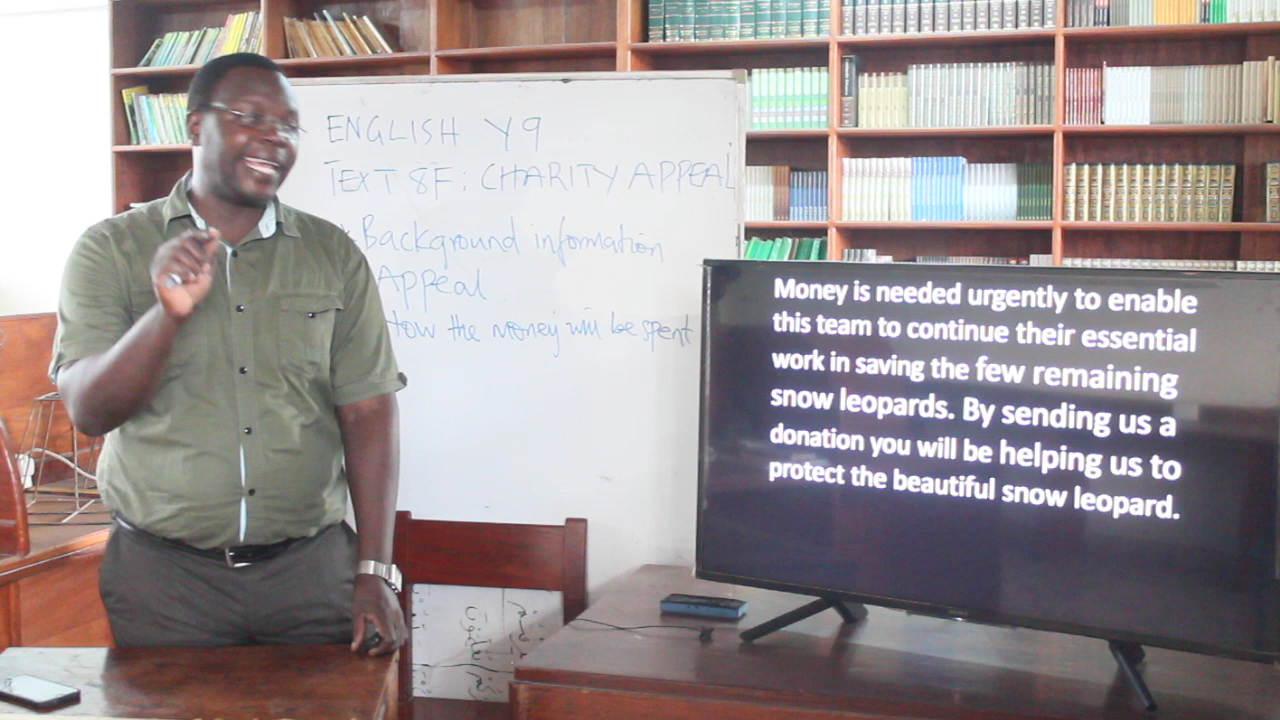 ENGLISH Y9
TEXT 8F: CHARITY APPEAL
* Background information
Appeal
How the money will be spent
Money is needed urgently to enable
this team to continue their essential
work in saving the few remaining
snow leopards. By sending us a
donation you will be helping us to
protect the beautiful snow leopard.